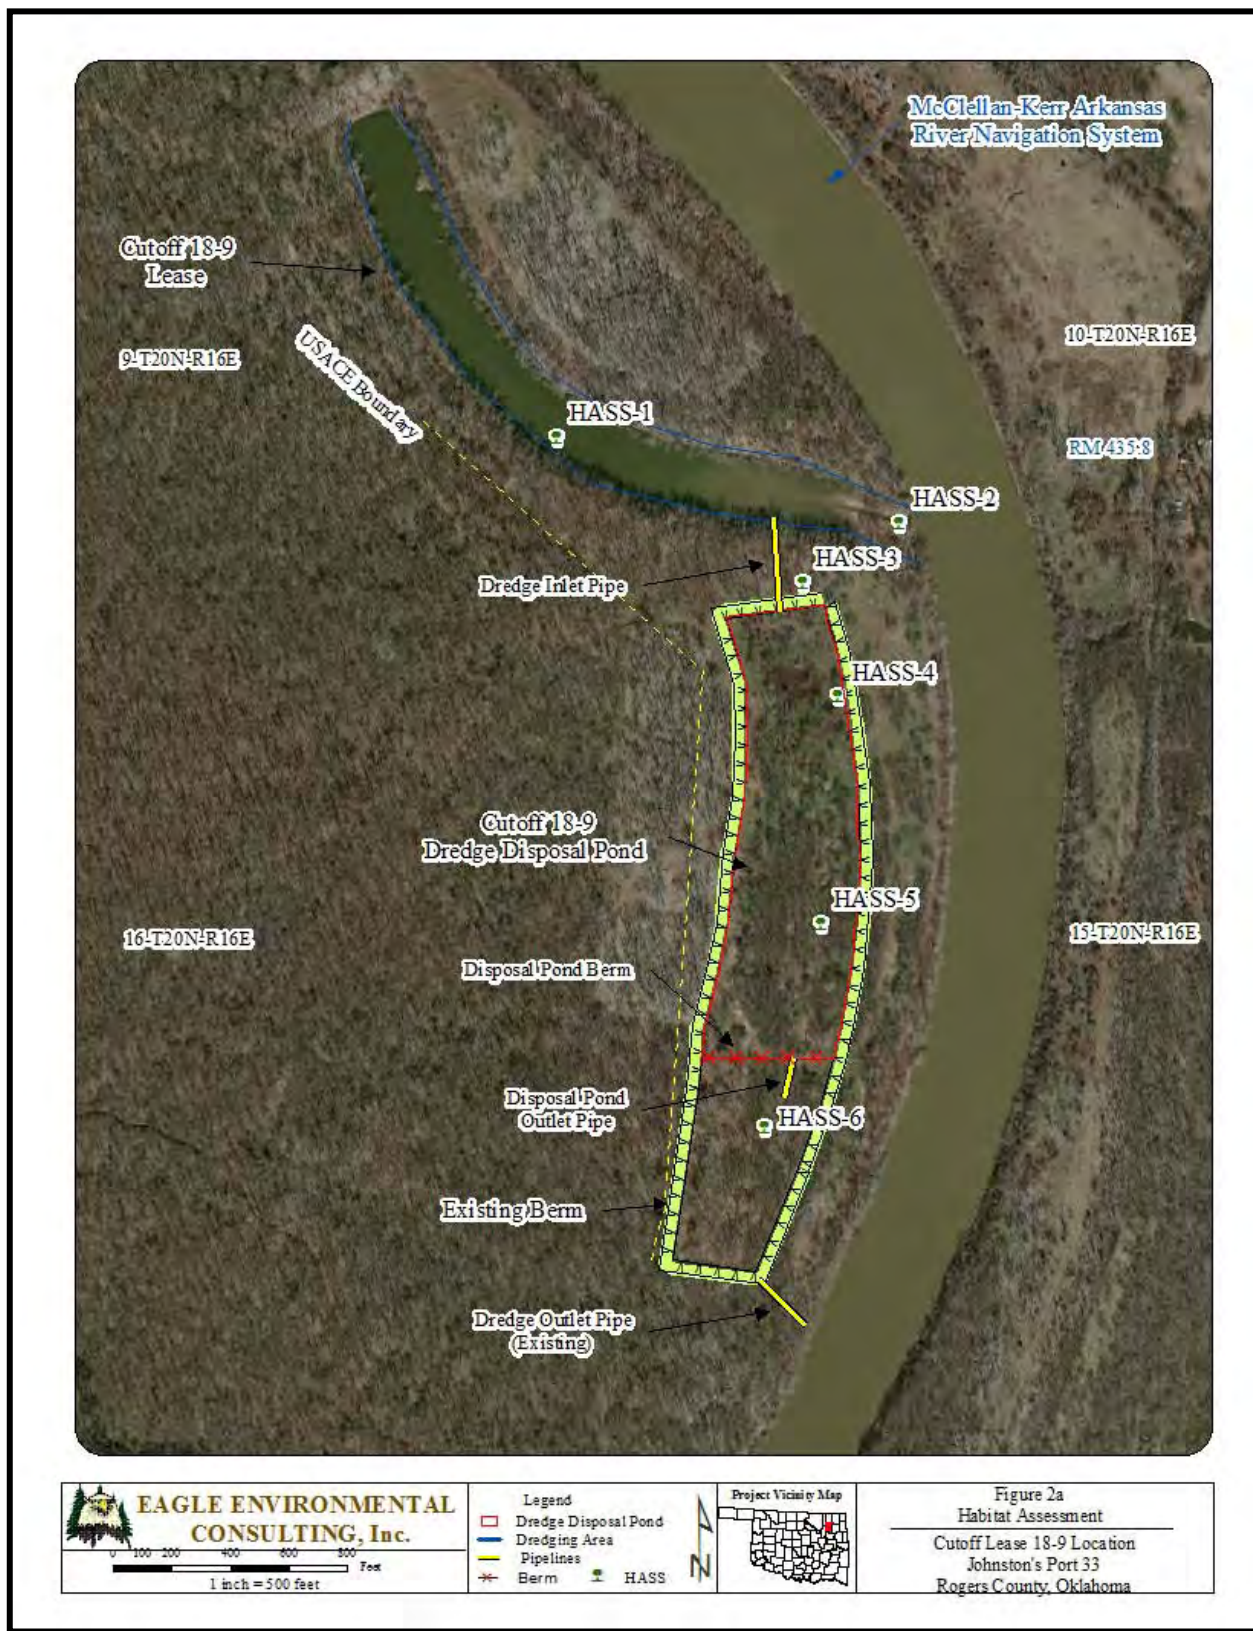 McClellan-Kerr Arkansas
River Navigation System
Cutoff 18-9
Lease
9-T20N-R16E
10-T20N-R16E
USACE Boundary
HASS-1
RM 435.8
HASS-2
HASS-3
Dredge Inlet Pipe
HASS-4
Cutoff 18-9
Dredge Disposal Pond
HASS-5
16-T20N-R16E
15-T20N-R16E
Disposal Pond Berm
Disposal Pond
Outlet Pipe
HASS-6
Existing Berm
Dredge Outlet Pipe
(Existing)
EAGLE ENVIRONMENTAL
CONSULTING, Inc.
0 100 200 400 600 800
Feet
1 inch = 500 feet
Legend
Dredge Disposal Pond
Dredging Area
Pipelines
Berm HASS
N
Project Vicinity Map
Figure 2a
Habitat Assessment
Cutoff Lease 18-9 Location
Johnston's Port 33
Rogers County, Oklahoma